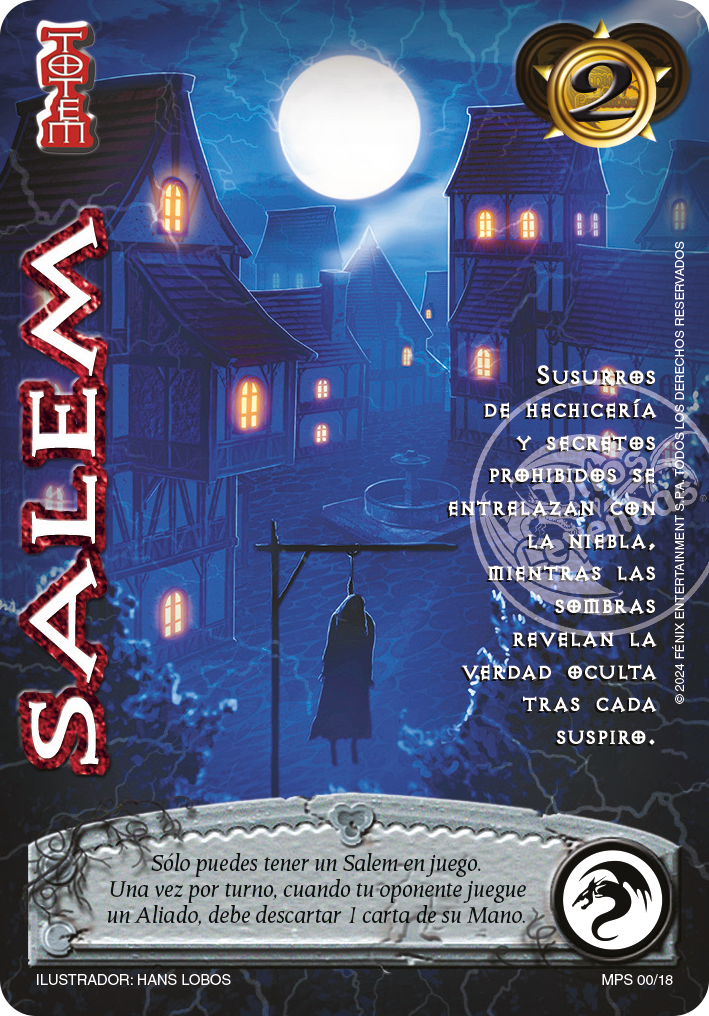 TOTEM
2
SALEM
Susurros
de hechicería
y secretos
prohibidos se
entrelazan con
la niebla,
mientras las
sombras
revelan la
verdad oculta
tras cada
suspiro.
©2024 FÉNIX ENTERTAINMENT S.P.A. TODOS LOS DERECHOS RESERVADOS
Mitos y
Leyendas®
Sólo puedes tener un Salem en juego.
Una vez por turno, cuando tu oponente juegue
un Aliado, debe descartar 1 carta de su Mano.
ILUSTRADOR: HANS LOBOS
MPS 00/18